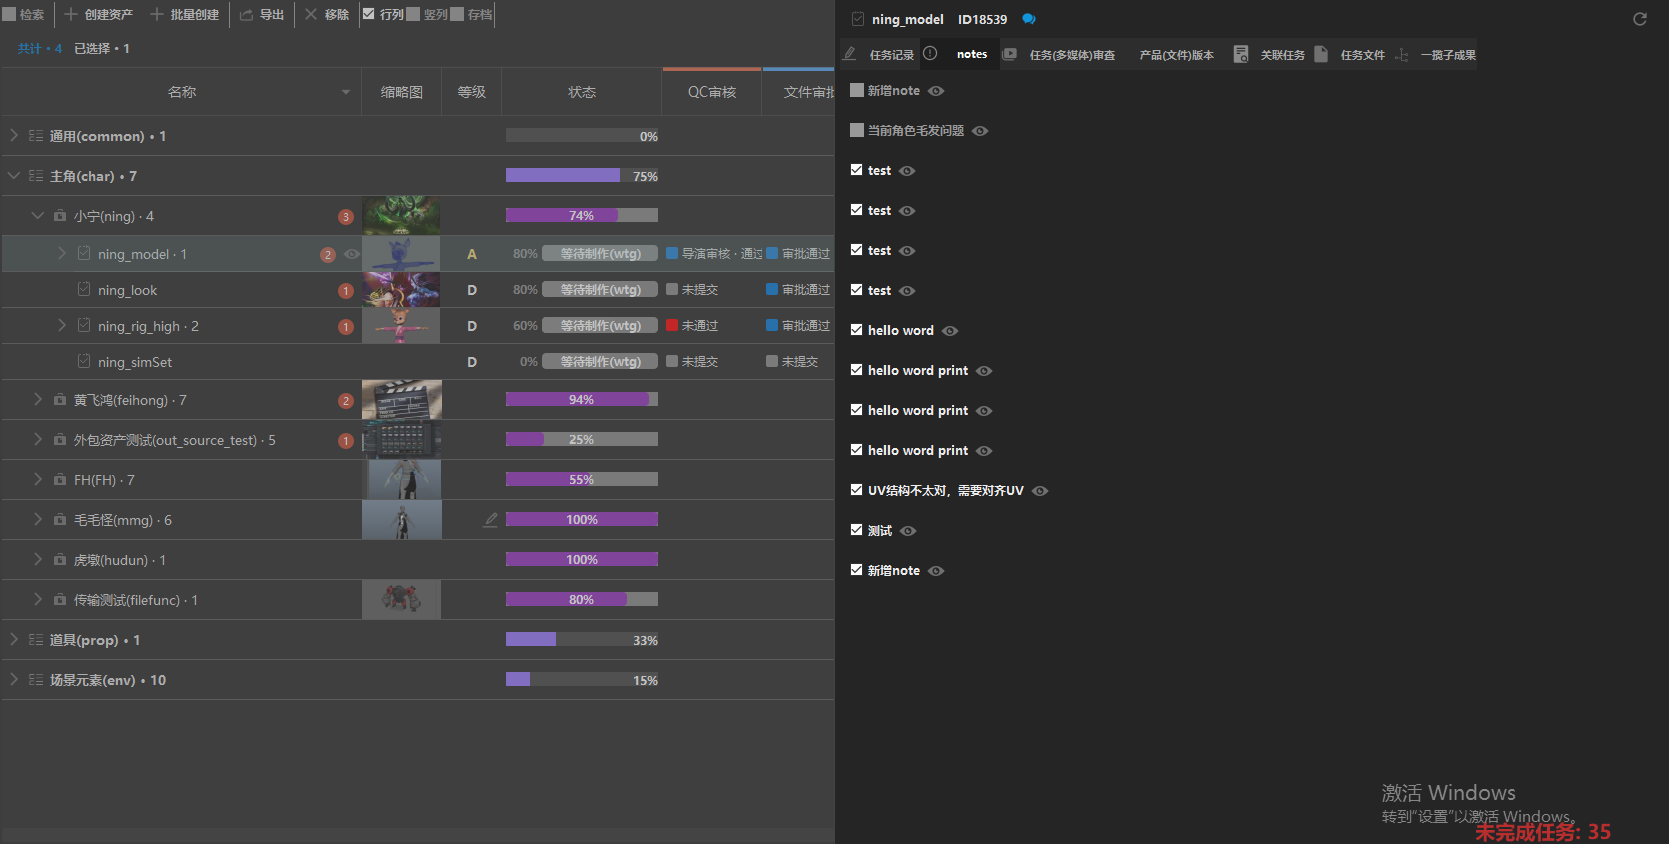 检索 创建资产 批量创建 导出 移除 行列 竖列 存档
共计 • 4 已选择 • 1
名称 缩略图 等级 状态 QC审核 文件审批
通用(common) • 1 0%
主角(char) • 7 75%
小宁(ning) · 4 3 74%
ning_model · 1 2 A 80% 等待制作(wtg) 导演审核 · 通过 审批通过
ning_look 1 D 80% 等待制作(wtg) 未提交 审批通过
ning_rig_high · 2 1 D 60% 等待制作(wtg) 未通过 审批通过
ning_simSet D 0% 等待制作(wtg) 未提交 未提交
黄飞鸿(feihong) · 7 2 94%
外包资产测试(out_source_test) · 5 1 25%
FH(FH) · 7 55%
毛毛怪(mmg) · 6 100%
虎墩(hudun) · 1 100%
传输测试(filefunc) · 1 80%
道具(prop) • 1 33%
场景元素(env) • 10 15%
ning_model ID18539
任务记录 notes 任务(多媒体)审查 产品(文件)版本 关联任务 任务文件 一揽子成果
新增note
当前角色毛发问题
test
test
test
test
hello word
hello word print
hello word print
hello word print
UV结构不太对，需要对齐UV
测试
新增note
激活 Windows
转到"设置"以激活 Windows。
未完成任务: 35